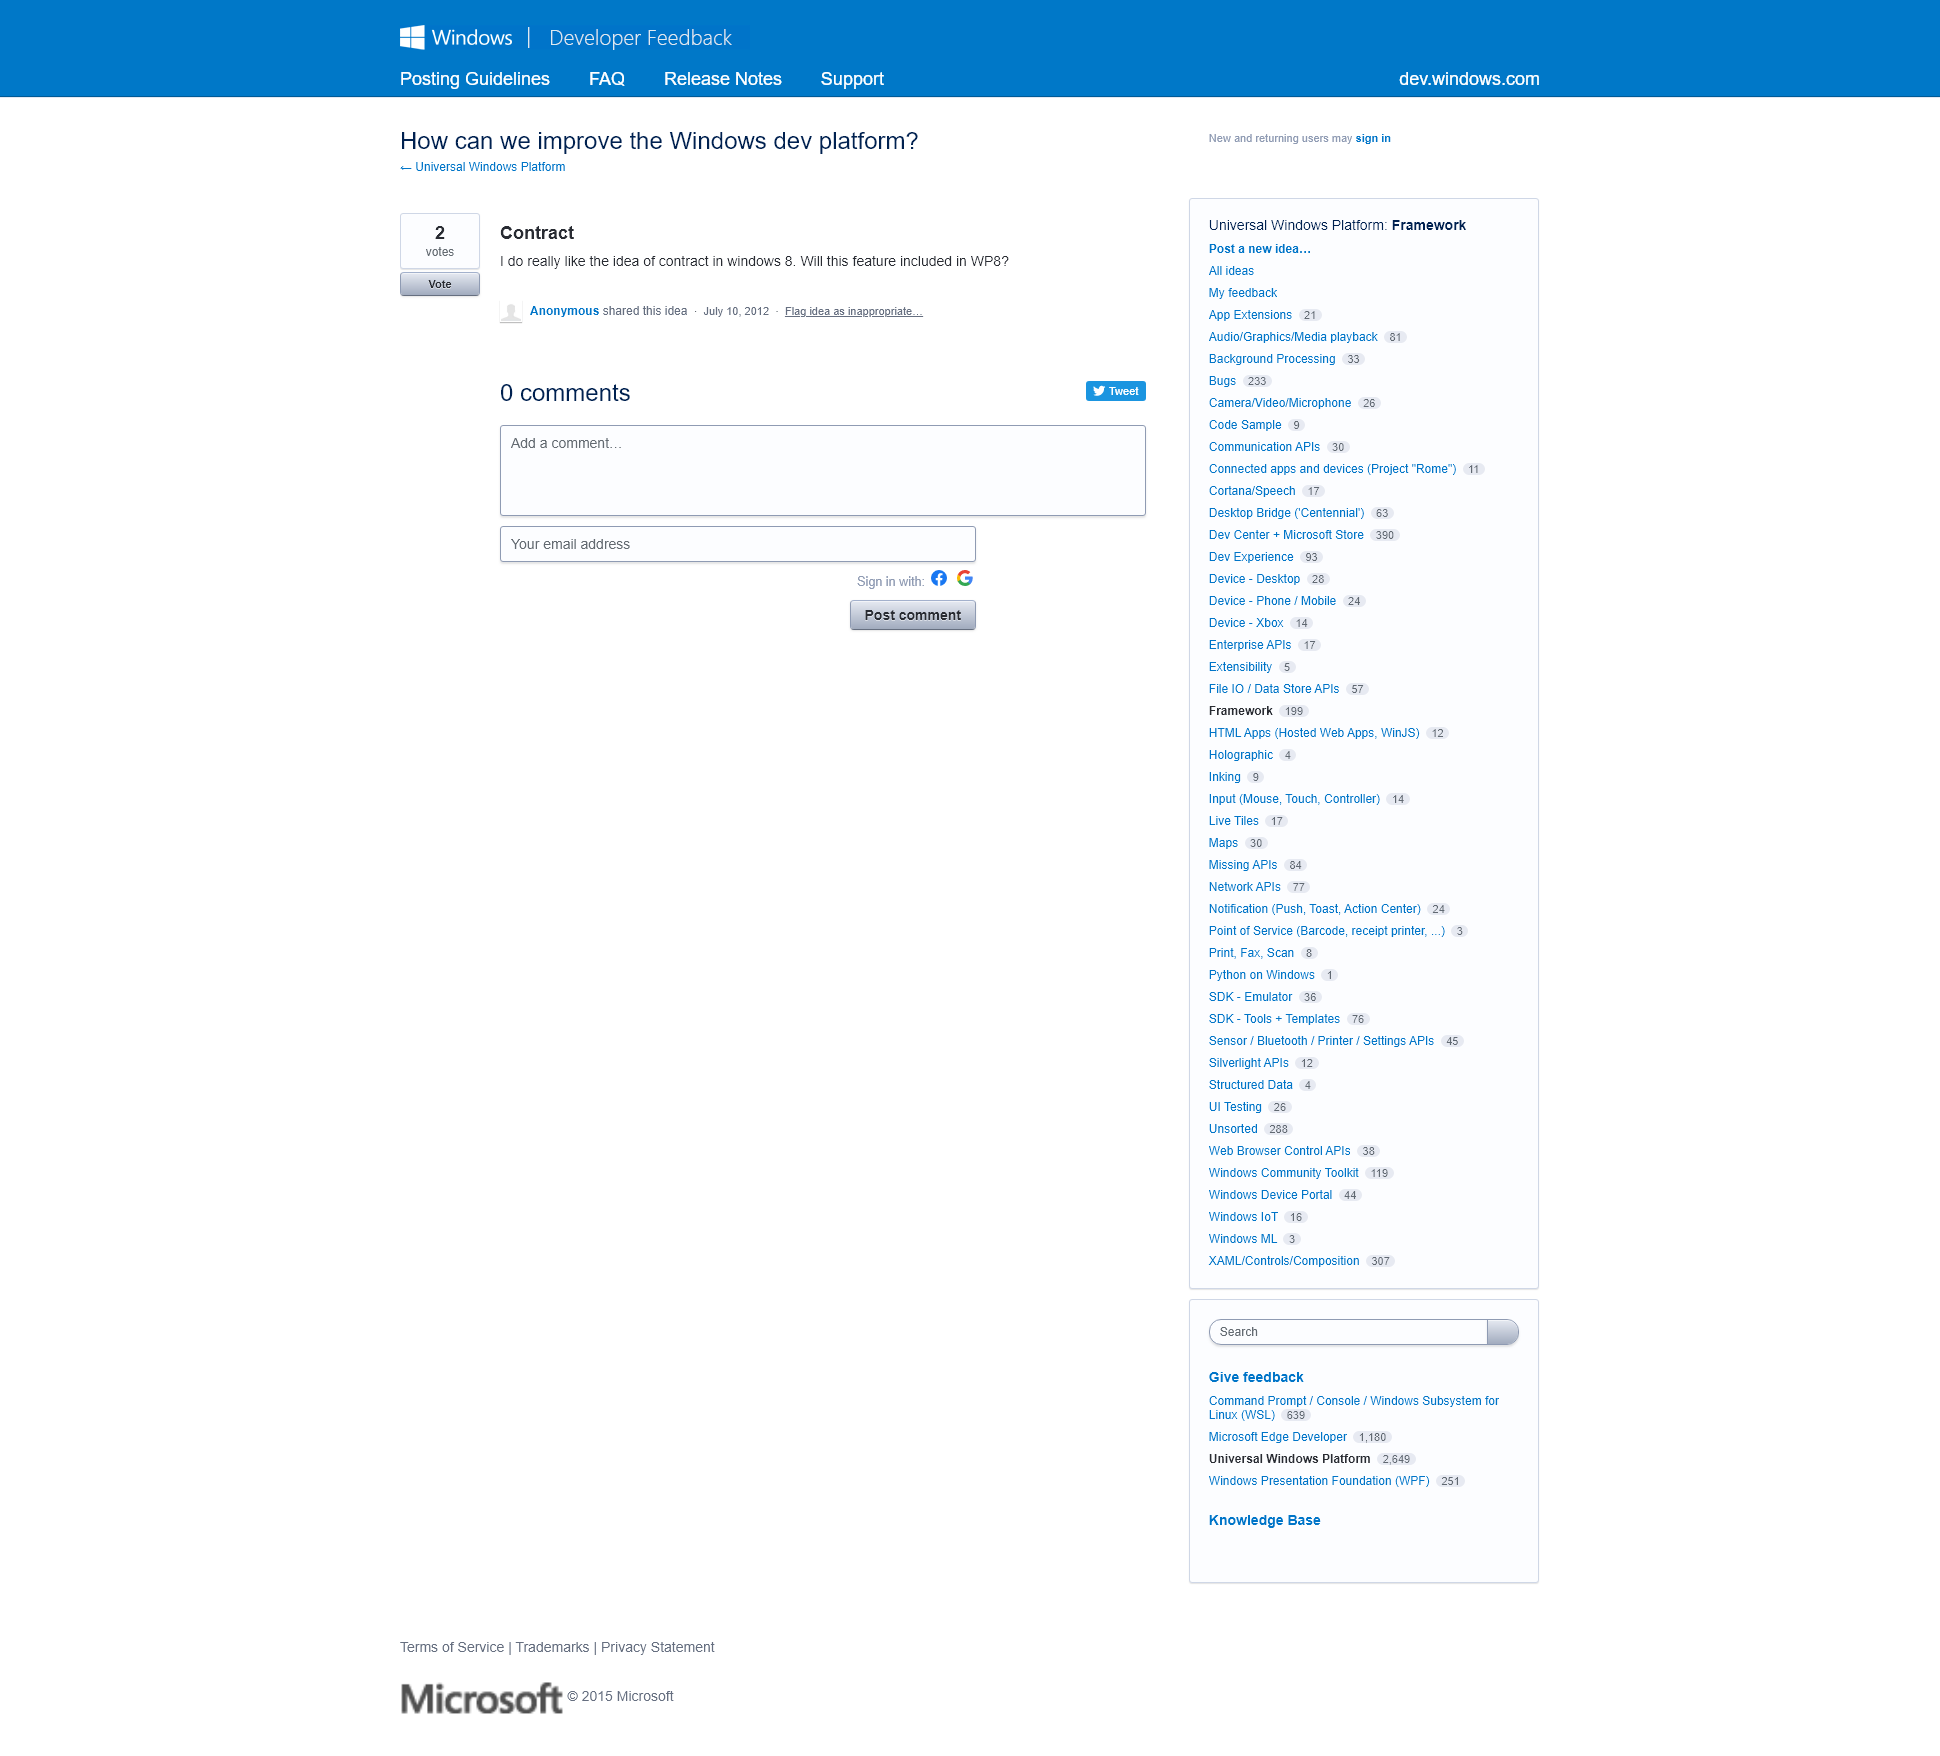 Windows | Developer Feedback
Posting Guidelines FAQ Release Notes Support dev.windows.com
How can we improve the Windows dev platform?
← Universal Windows Platform
New and returning users may sign in
2
votes
Vote
Contract
I do really like the idea of contract in windows 8. Will this feature included in WP8?
Anonymous shared this idea · July 10, 2012 · Flag idea as inappropriate…
0 comments
Tweet
Add a comment…
Your email address
Sign in with:
Post comment
Universal Windows Platform: Framework
Post a new idea…
All ideas
My feedback
App Extensions 21
Audio/Graphics/Media playback 81
Background Processing 33
Bugs 233
Camera/Video/Microphone 26
Code Sample 9
Communication APIs 30
Connected apps and devices (Project "Rome") 11
Cortana/Speech 17
Desktop Bridge ('Centennial') 63
Dev Center + Microsoft Store 390
Dev Experience 93
Device - Desktop 28
Device - Phone / Mobile 24
Device - Xbox 14
Enterprise APIs 17
Extensibility 5
File IO / Data Store APIs 57
Framework 199
HTML Apps (Hosted Web Apps, WinJS) 12
Holographic 4
Inking 9
Input (Mouse, Touch, Controller) 14
Live Tiles 17
Maps 30
Missing APIs 84
Network APIs 77
Notification (Push, Toast, Action Center) 24
Point of Service (Barcode, receipt printer, ...) 3
Print, Fax, Scan 8
Python on Windows 1
SDK - Emulator 36
SDK - Tools + Templates 76
Sensor / Bluetooth / Printer / Settings APIs 45
Silverlight APIs 12
Structured Data 4
UI Testing 26
Unsorted 288
Web Browser Control APIs 38
Windows Community Toolkit 119
Windows Device Portal 44
Windows IoT 16
Windows ML 3
XAML/Controls/Composition 307
Search
Give feedback
Command Prompt / Console / Windows Subsystem for
Linux (WSL) 639
Microsoft Edge Developer 1,180
Universal Windows Platform 2,649
Windows Presentation Foundation (WPF) 251
Knowledge Base
Terms of Service | Trademarks | Privacy Statement
Microsoft © 2015 Microsoft